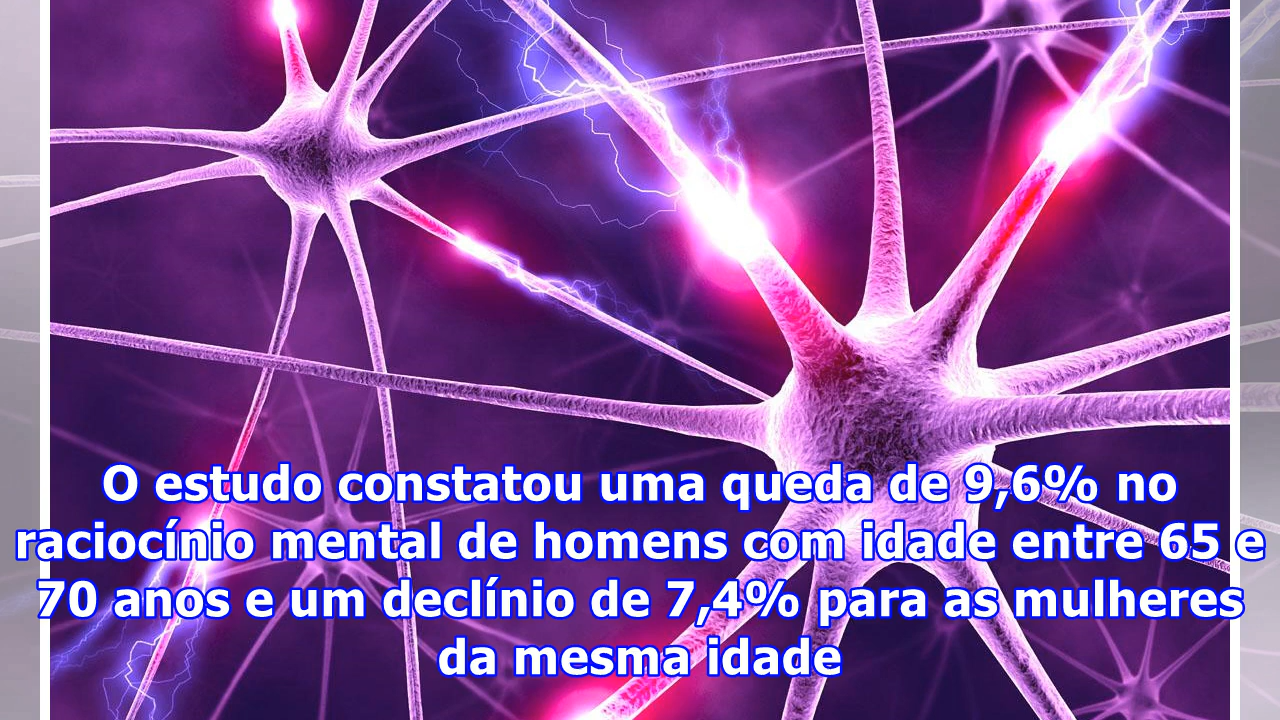 O estudo constatou uma queda de 9,6% no
raciocínio mental de homens com idade entre 65 e
70 anos e um declínio de 7,4% para as mulheres
da mesma idade